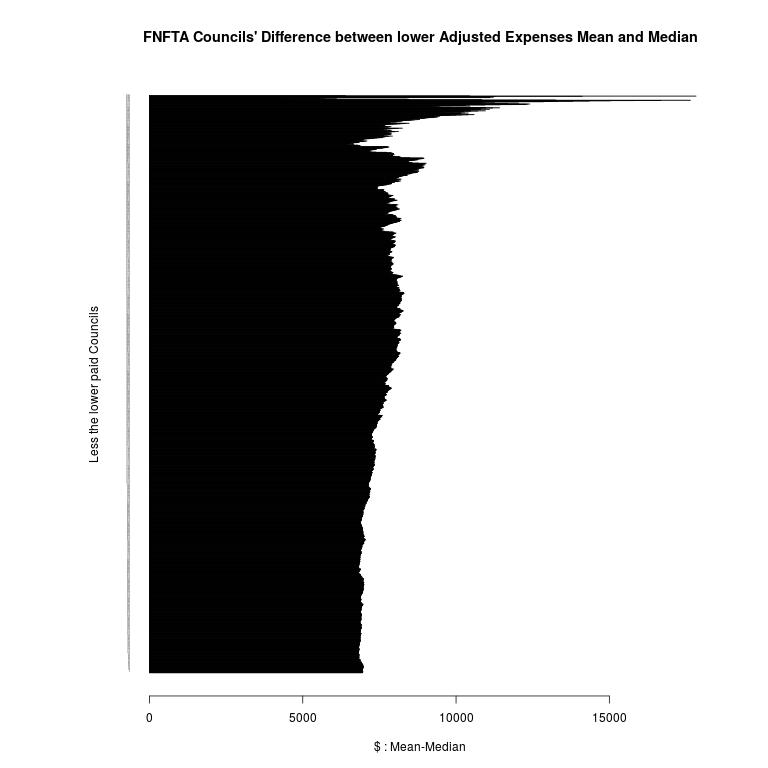 FNFTA Councils' Difference between lower Adjusted Expenses Mean and Median
Less the lower paid Councils
0 5000 10000 15000
$ : Mean-Median